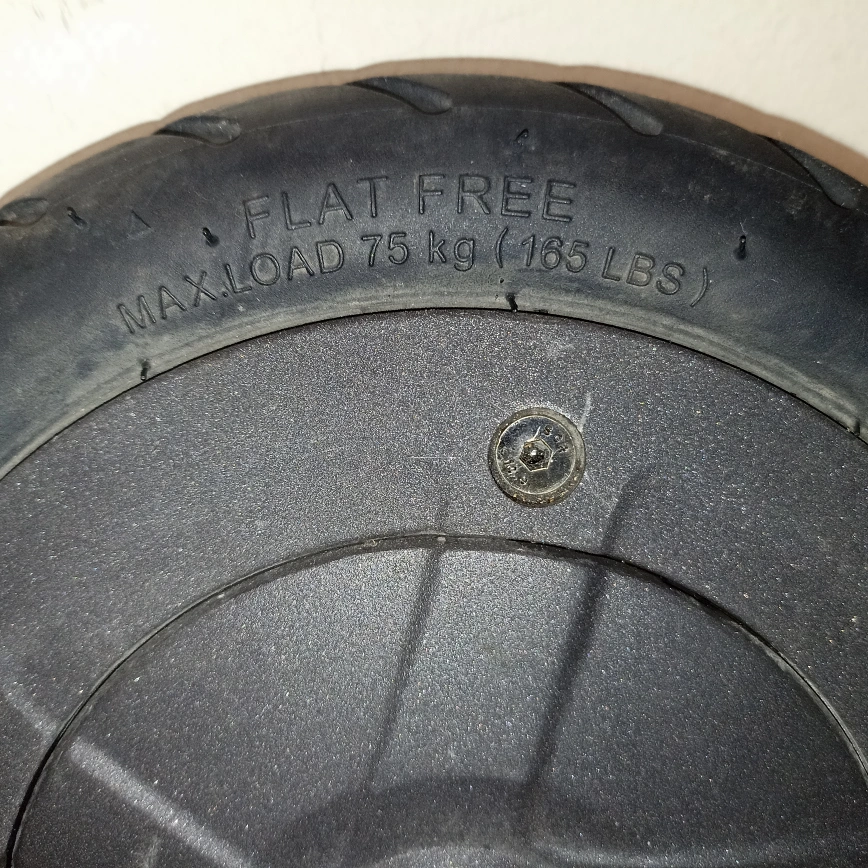 FLAT FREE
MAX.LOAD 75 kg ( 165 LBS )